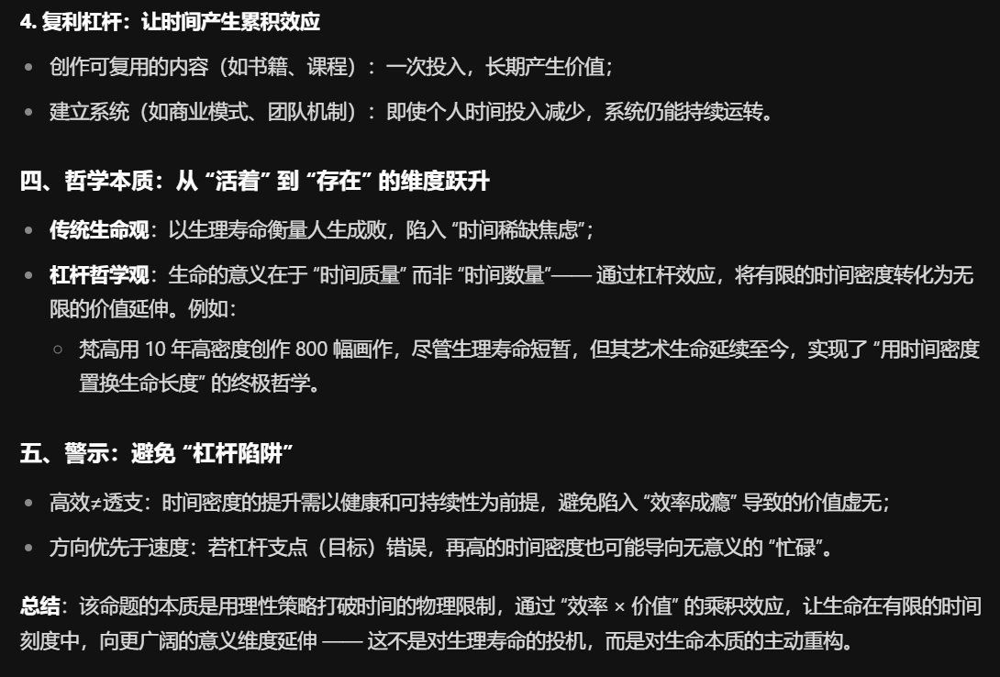 4. 复利杠杆：让时间产生累积效应
创作可复用的内容（如书籍、课程）：一次投入，长期产生价值；
建立系统（如商业模式、团队机制）：即使个人时间投入减少，系统仍能持续运转。
四、哲学本质：从 “活着” 到 “存在” 的维度跃升
传统生命观：以生理寿命衡量人生成败，陷入 “时间稀缺焦虑”；
杠杆哲学观：生命的意义在于 “时间质量” 而非 “时间数量”—— 通过杠杆效应，将有限的时间密度转化为无
限的价值延伸。例如：
梵高用 10 年高密度创作 800 幅画作，尽管生理寿命短暂，但其艺术生命延续至今，实现了 “用时间密度
置换生命长度” 的终极哲学。
五、警示：避免 “杠杆陷阱”
高效≠透支：时间密度的提升需以健康和可持续性为前提，避免陷入 “效率成瘾” 导致的价值虚无；
方向优先于速度：若杠杆支点（目标）错误，再高的时间密度也可能导向无意义的 “忙碌”。
总结：该命题的本质是用理性策略打破时间的物理限制，通过 “效率 × 价值” 的乘积效应，让生命在有限的时间
刻度中，向更广阔的意义维度延伸 —— 这不是对生理寿命的投机，而是对生命本质的主动重构。